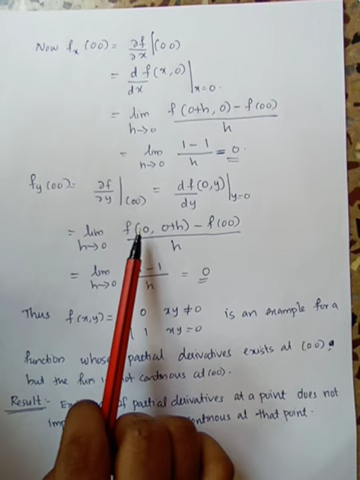 Now fx (00) = ∂f/∂x |(00)
= d/dx f(x,0) |x=0.
= lim h→0 f(0+h, 0) - f(00) / h
= lim h→0 1-1 / h = 0.
fy(00) = ∂f/∂y |(00) = d f(0,y) / dy |y=0
= lim h→0 f(0, 0+h) - f(00) / h
= lim h→0 -1 / h = 0
Thus f(x,y) = 0 xy ≠ 0 is an example for a
1 xy = 0
function whose partial derivatives exists at (00),
but the not continous at (00).
Result:- of partial derivatives at a point does not
continous at that point.